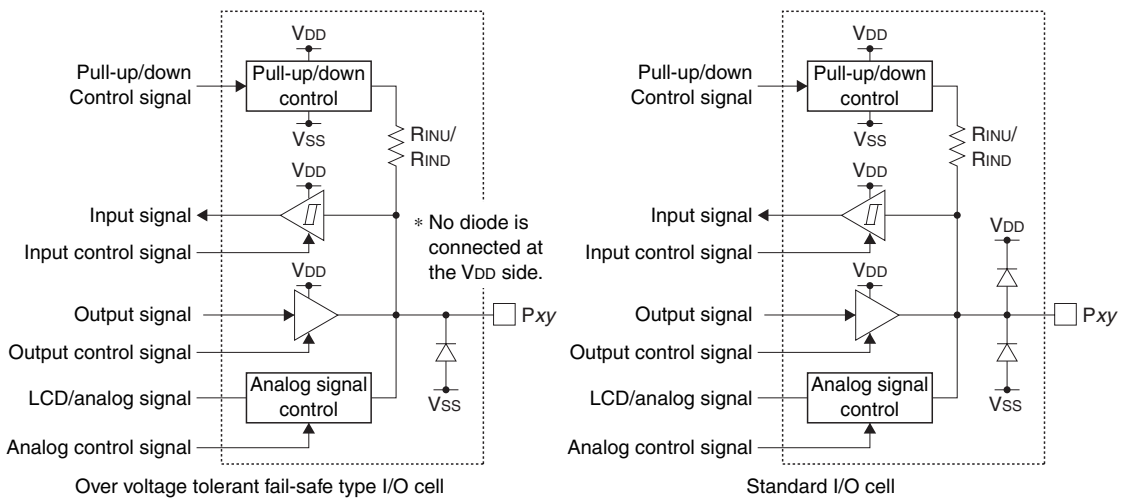 VDD
Pull-up/down
Control signal
Pull-up/down
control
VSS
RINU/
RIND
VDD
Input signal
Input control signal
* No diode is
connected at
the VDD side.
VDD
Output signal
Output control signal
Pxy
LCD/analog signal
Analog signal
control
VSS
Analog control signal
Over voltage tolerant fail-safe type I/O cell
VDD
Pull-up/down
Control signal
Pull-up/down
control
VSS
RINU/
RIND
VDD
Input signal
Input control signal
VDD
VDD
Output signal
Output control signal
Pxy
LCD/analog signal
Analog signal
control
VSS
Analog control signal
Standard I/O cell